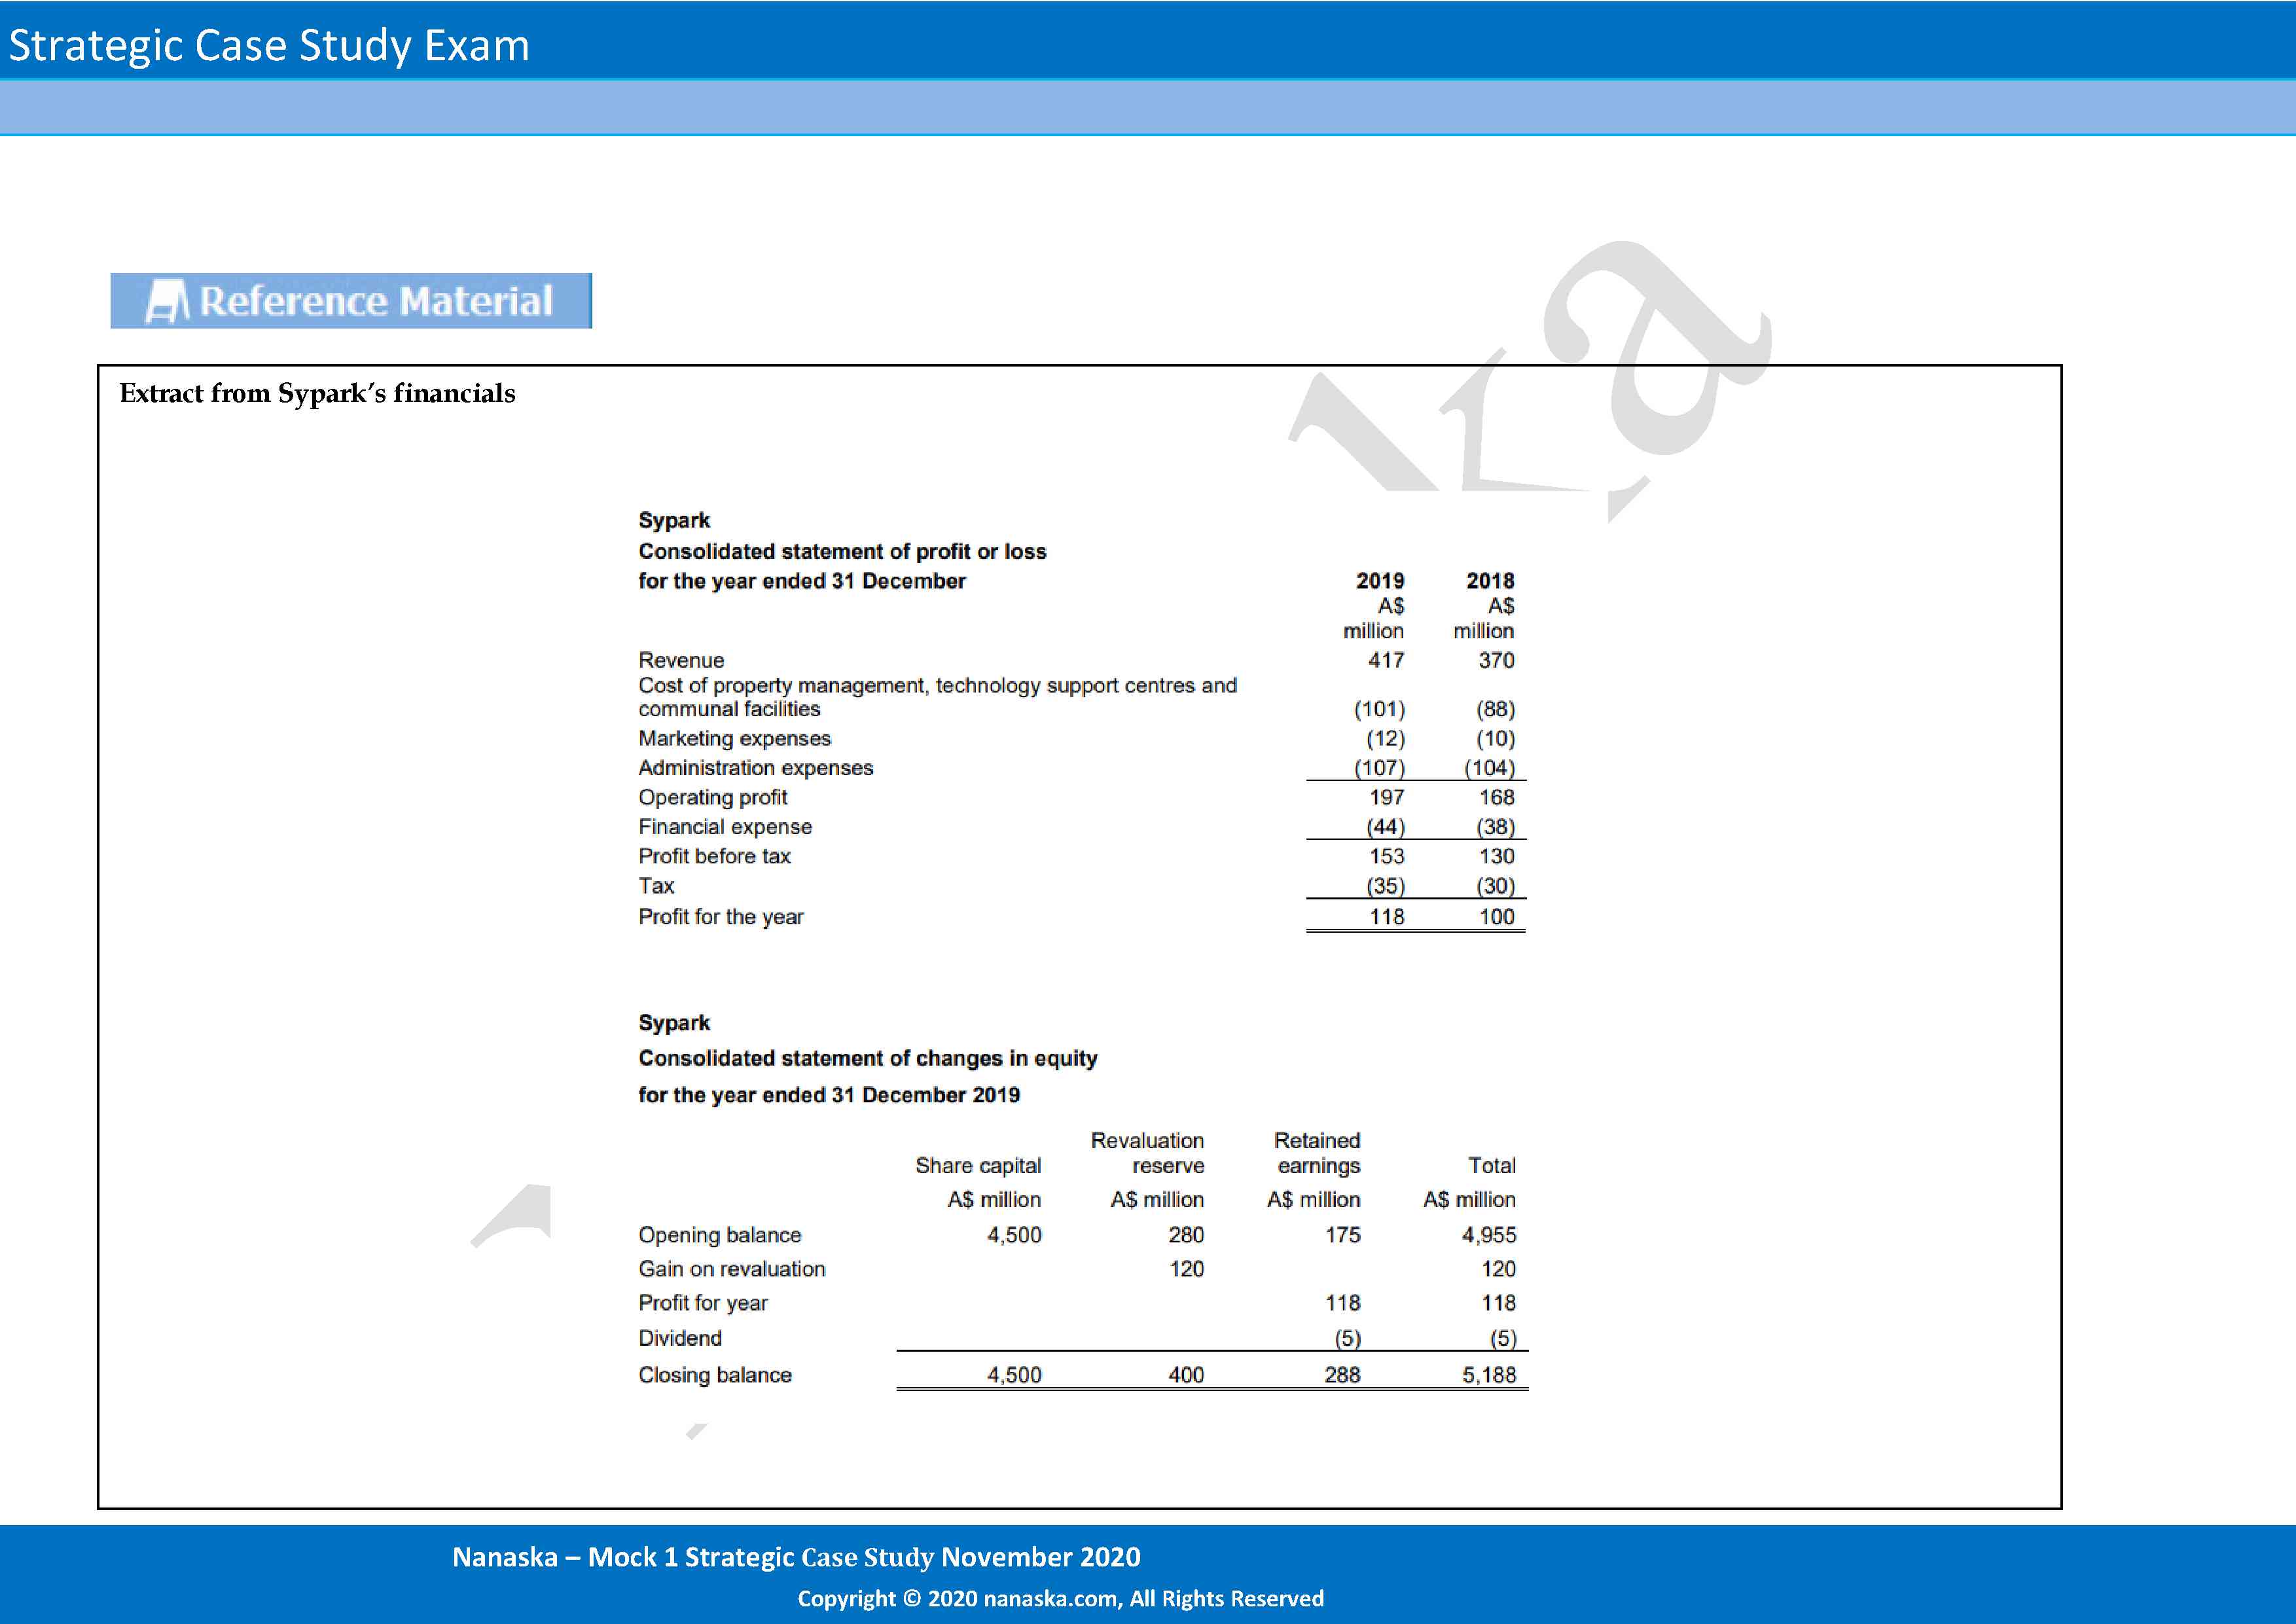 Strategic Case Study Exam
Reference Material
Extract from Sypark’s financials
Sypark
Consolidated statement of profit or loss
for the year ended 31 December 2019 2018
A$ A$
million million
Revenue 417 370
Cost of property management, technology support centres and
communal facilities (101) (88)
Marketing expenses (12) (10)
Administration expenses (107) (104)
Operating profit 197 168
Financial expense (44) (38)
Profit before tax 153 130
Tax (35) (30)
Profit for the year 118 100
Sypark
Consolidated statement of changes in equity
for the year ended 31 December 2019
Revaluation Retained
Share capital reserve earnings Total
A$ million A$ million A$ million A$ million
Opening balance 4,500 280 175 4,955
Gain on revaluation 120 120
Profit for year 118 118
Dividend (5) (5)
Closing balance 4,500 400 288 5,188
Nanaska – Mock 1 Strategic Case Study November 2020
Copyright © 2020 nanaska.com, All Rights Reserved